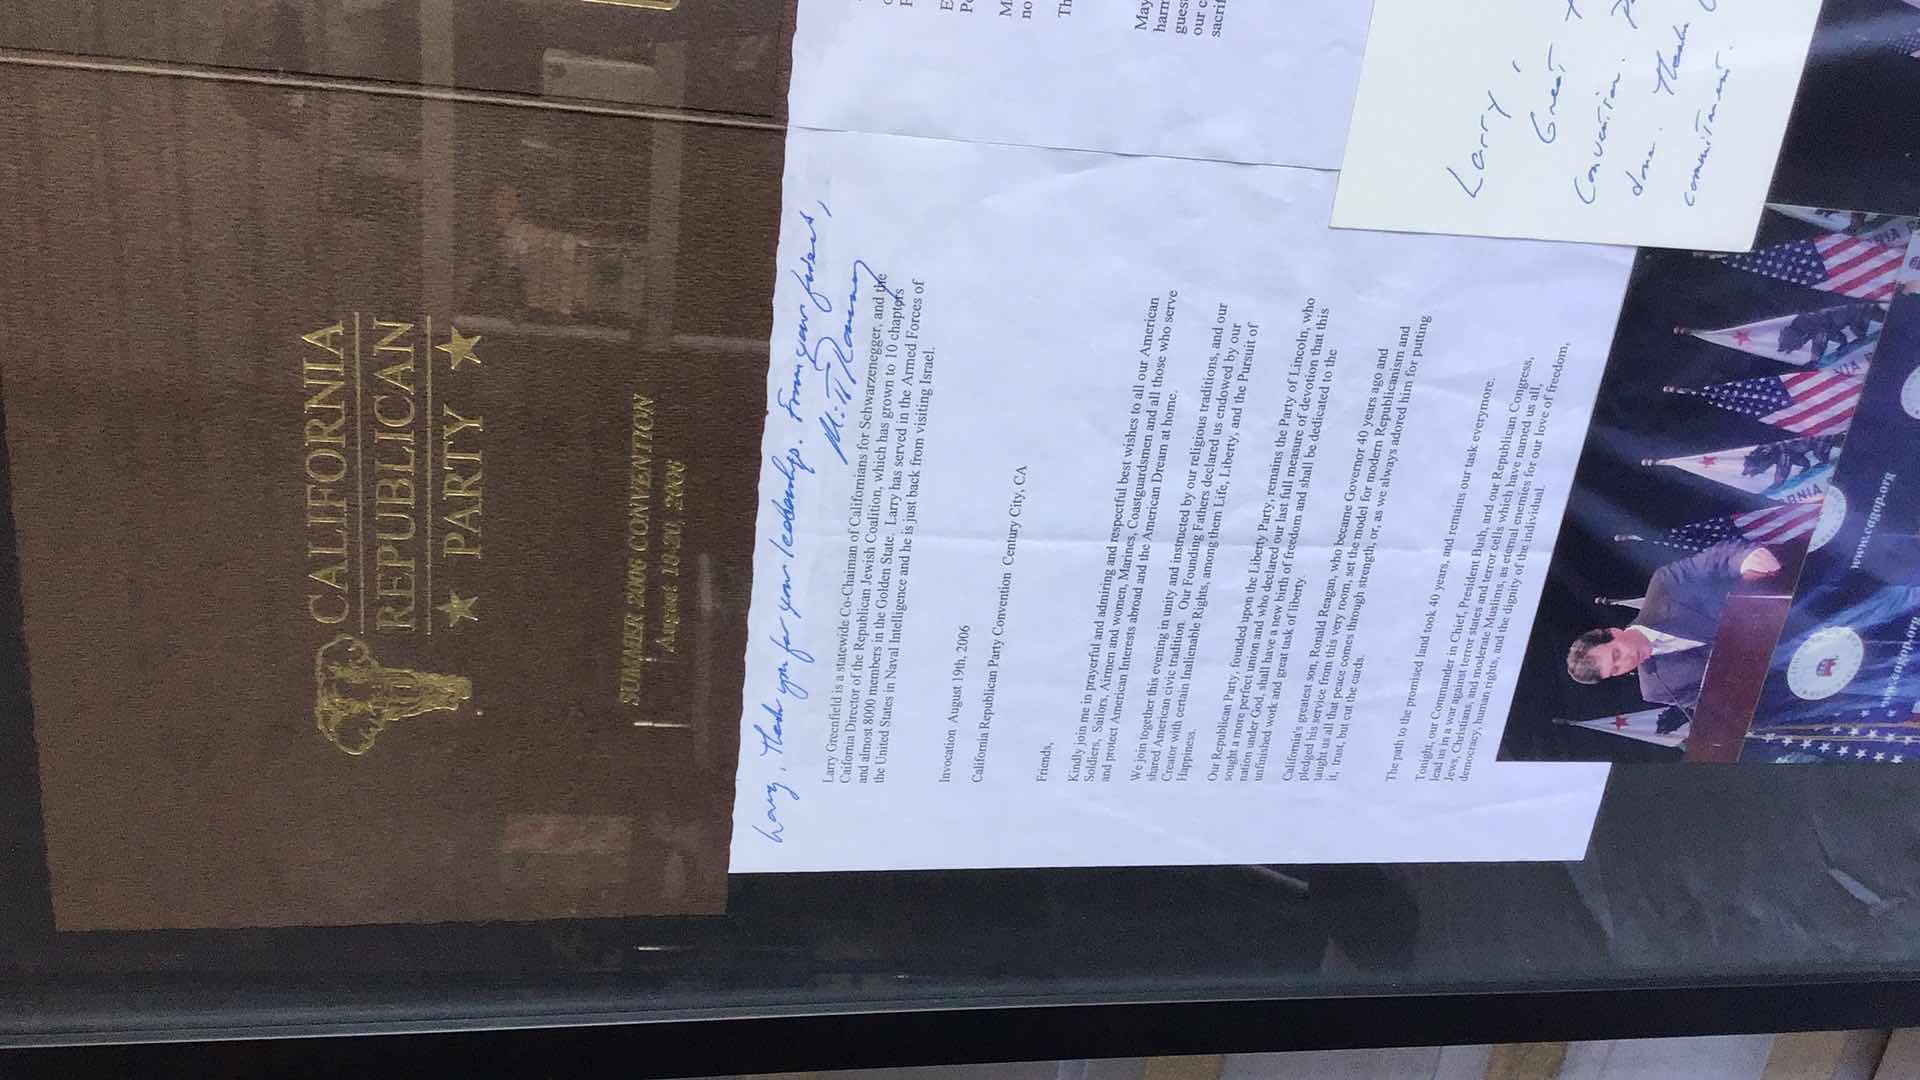 CALIFORNIA
REPUBLICAN
PARTY
SUMMER 2006 CONVENTION
August 18-20, 2006
Larry, Thank you for your leadership. From your friend,
Mitt Romney
Larry Greenfield is a statewide Co-Chairman of Californians for Schwarzenegger, and the
California Director of the Republican Jewish Coalition, which has grown to 10 chapters
and almost 8000 members in the Golden State. Larry has served in the Armed Forces of
the United States in Naval Intelligence and he is just back from visiting Israel.
Invocation August 19th, 2006
California Republican Party Convention Century City, CA
Friends,
Kindly join me in prayerful and admiring and respectful best wishes to all our American
Soldiers, Sailors, Airmen and women, Marines, Coastguardsmen and all those who serve
and protect American Interests abroad and the American Dream at home.
We join together this evening in unity and instructed by our religious traditions, and our
shared American civic tradition. Our Founding Fathers declared us endowed by our
Creator with certain Inalienable Rights, among them Life, Liberty, and the Pursuit of
Happiness.
Our Republican Party, founded upon the Liberty Party, remains the Party of Lincoln, who
sought a more perfect union and who declared our last full measure of devotion that this
nation under God, shall have a new birth of freedom and shall be dedicated to the
unfinished work and great task of liberty.
California's greatest son, Ronald Reagan, who became Governor 40 years ago and
pledged his service from this very room, set the model for modern Republicanism and
taught us all that peace comes through strength, or, as we always adored him for putting
it, trust, but cut the cards.
The path to the promised land took 40 years, and remains our task everymore.
Tonight, our Commander in Chief, President Bush, and our Republican Congress,
lead us in a war against terror states and terror cells which have named us all,
Jews, Christians, and moderate Muslims, as eternal enemies for our love of freedom,
democracy, human rights, and the dignity of the individual.
May
harm
gues
our c
sacrif
Larry,
Great
Convention.
done. Thank
commitment.
www.cagop.org
www.cagop.org